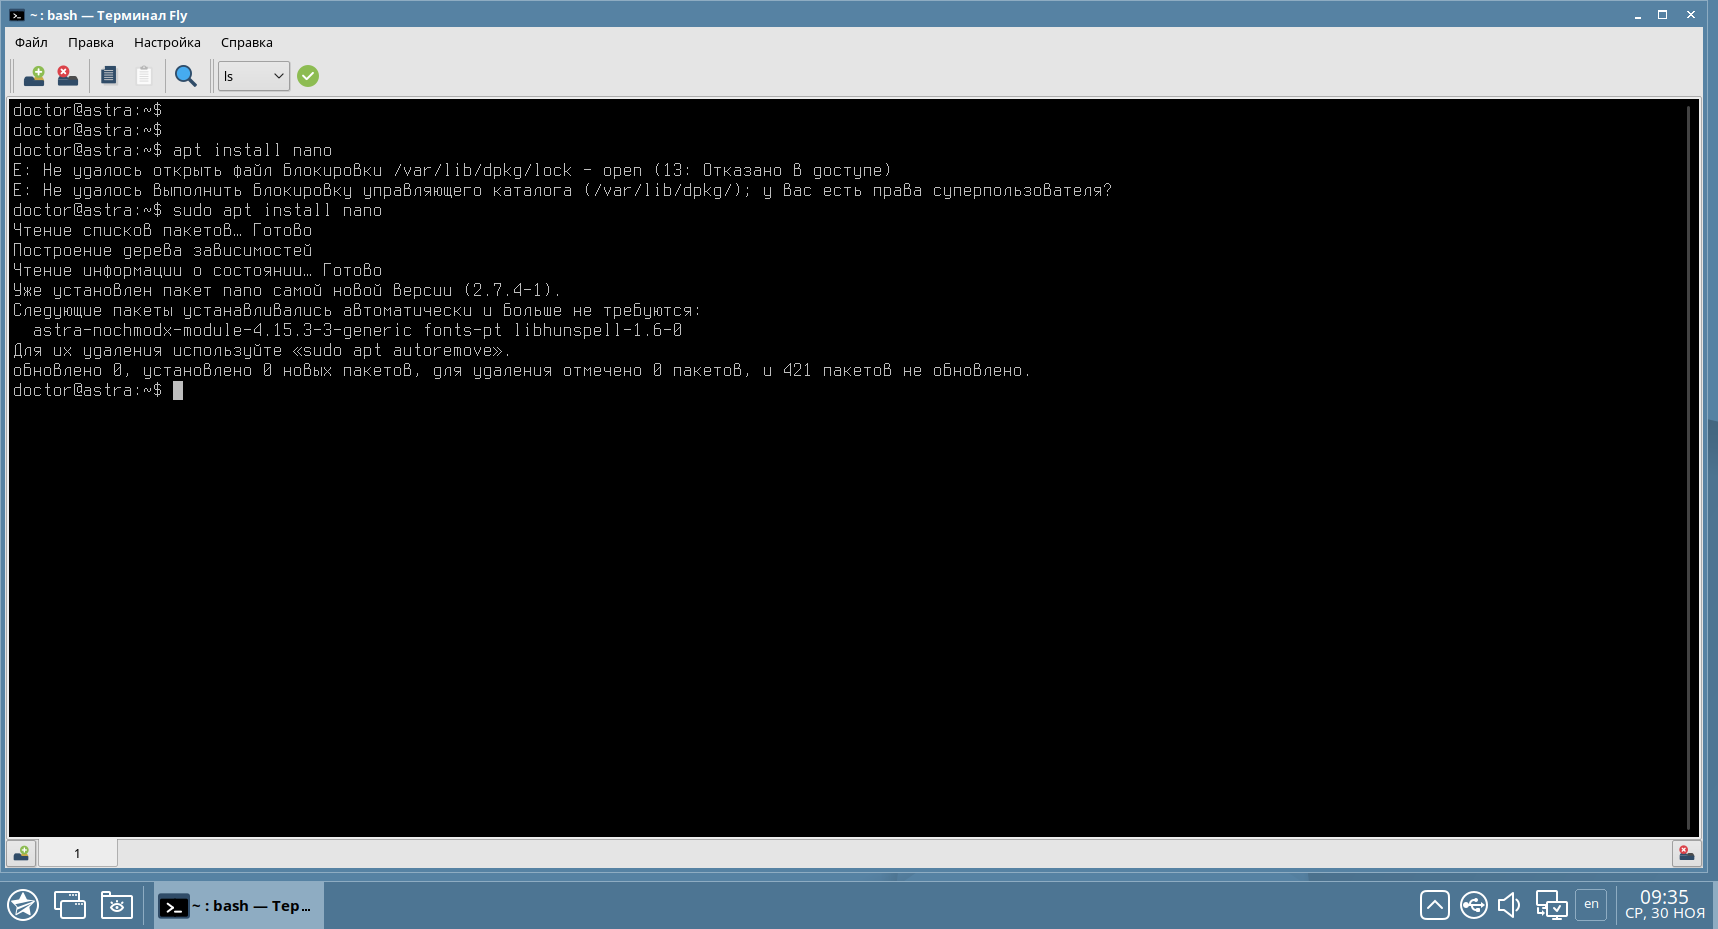 ~ : bash — Терминал Fly
Файл Правка Настройка Справка
ls
doctor@astra:~$
doctor@astra:~$
doctor@astra:~$ apt install nano
E: Не удалось открыть файл блокировки /var/lib/dpkg/lock - open (13: Отказано в доступе)
E: Не удалось выполнить блокировку управляющего каталога (/var/lib/dpkg/); у вас есть права суперпользователя?
doctor@astra:~$ sudo apt install nano
Чтение списков пакетов… Готово
Построение дерева зависимостей
Чтение информации о состоянии… Готово
Уже установлен пакет nano самой новой версии (2.7.4-1).
Следующие пакеты устанавливались автоматически и больше не требуются:
astra-nochmodx-module-4.15.3-3-generic fonts-pt libhunspell-1.6-0
Для их удаления используйте «sudo apt autoremove».
обновлено 0, установлено 0 новых пакетов, для удаления отмечено 0 пакетов, и 421 пакетов не обновлено.
doctor@astra:~$
1
~ : bash — Тер…
en
09:35
СР, 30 НОЯ